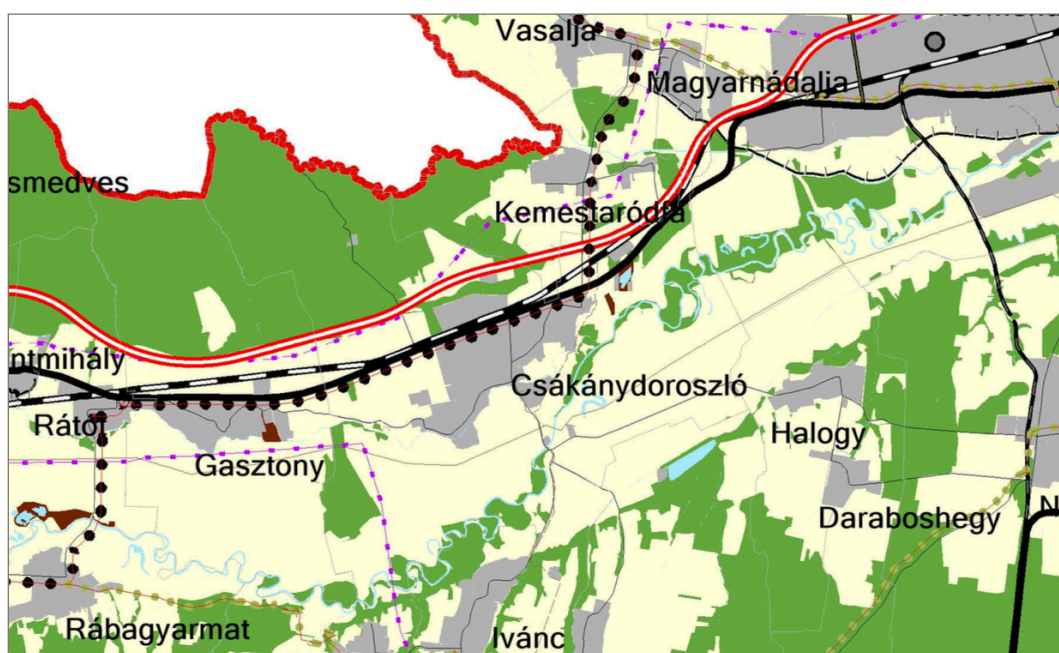 Vasalja
Magyarnádalja
smedves
Kemestaródfa
ntmihály
Csákánydoroszló
Rátót
Halogy
Gasztony
Daraboshegy
N
Rábagyarmat
Ivánc